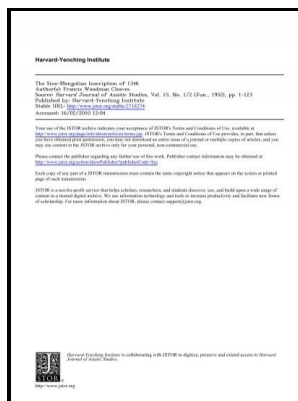 Harvard-Yenching Institute
The Sino-Mongolian Inscription of 1346
Author(s): Francis Woodman Cleaves
Source: Harvard Journal of Asiatic Studies, Vol. 15, No. 1/2 (Jun., 1952), pp. 1-123
Published by: Harvard-Yenching Institute
Stable URL: http://www.jstor.org/stable/2718274
Accessed: 16/02/2010 13:04
Your use of the JSTOR archive indicates your acceptance of JSTOR's Terms and Conditions of Use, available at
http://www.jstor.org/page/info/about/policies/terms.jsp. JSTOR's Terms and Conditions of Use provides, in part, that unless
you have obtained prior permission, you may not download an entire issue of a journal or multiple copies of articles, and you
may use content in the JSTOR archive only for your personal, non-commercial use.
Please contact the publisher regarding any further use of this work. Publisher contact information may be obtained at
Each copy of any part of a JSTOR transmission must contain the same copyright notice that appears on the screen or printed
page of such transmission.
JSTOR is a not-for-profit service that helps scholars, researchers, and students discover, use, and build upon a wide range of
content in a trusted digital archive. We use information technology and tools to increase productivity and facilitate new forms
of scholarship. For more information about JSTOR, please contact support@jstor.org.
Harvard-Yenching Institute is collaborating with JSTOR to digitize, preserve and extend access to Harvard
Journal of Asiatic Studies.
JSTOR
http://www.jstor.org